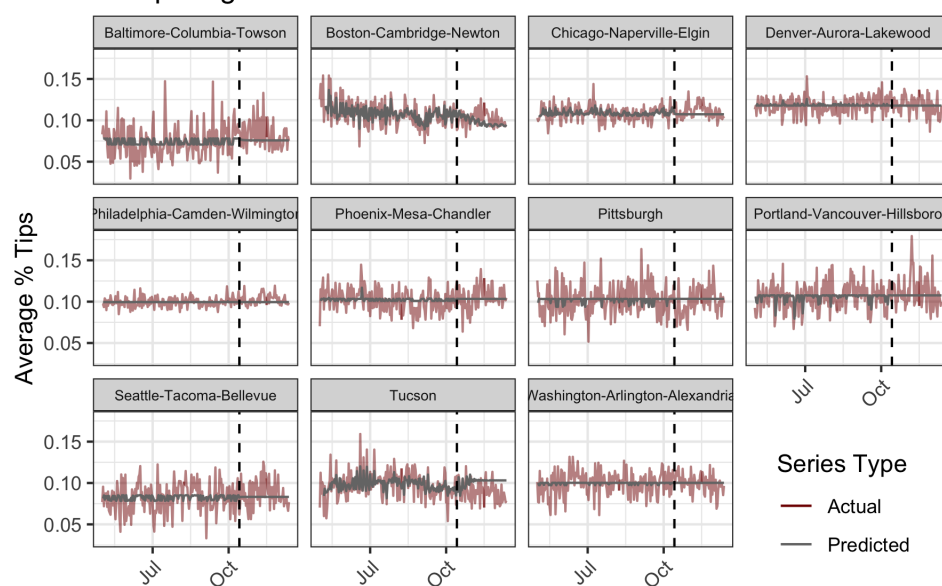 Baltimore-Columbia-Towson
Boston-Cambridge-Newton
Chicago-Naperville-Elgin
Denver-Aurora-Lakewood
0.15
0.10
0.05
Philadelphia-Camden-Wilmington
Phoenix-Mesa-Chandler
Pittsburgh
Portland-Vancouver-Hillsboro
0.15
0.10
0.05
Average % Tips
Jul
Oct
Seattle-Tacoma-Bellevue
Tucson
Washington-Arlington-Alexandria
0.15
0.10
0.05
Jul
Oct
Jul
Oct
Jul
Oct
Series Type
Actual
Predicted